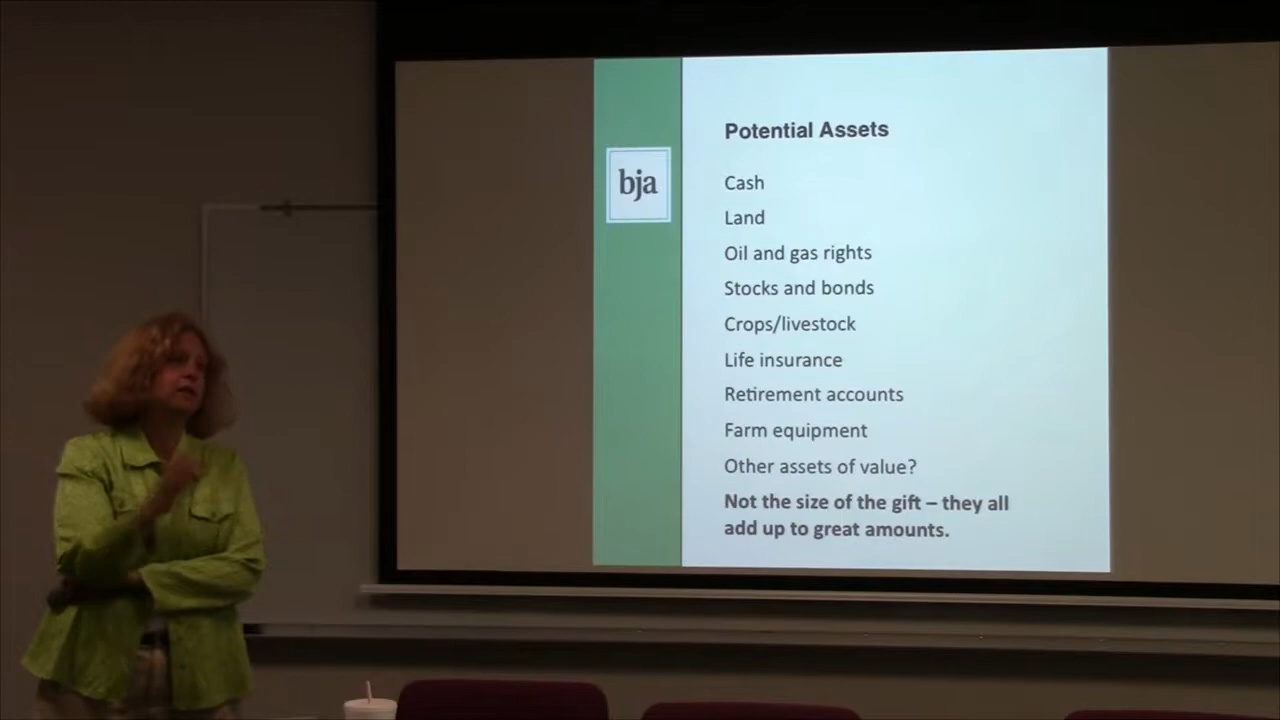 bja
Potential Assets
Cash
Land
Oil and gas rights
Stocks and bonds
Crops/livestock
Life insurance
Retirement accounts
Farm equipment
Other assets of value?
Not the size of the gift – they all
add up to great amounts.